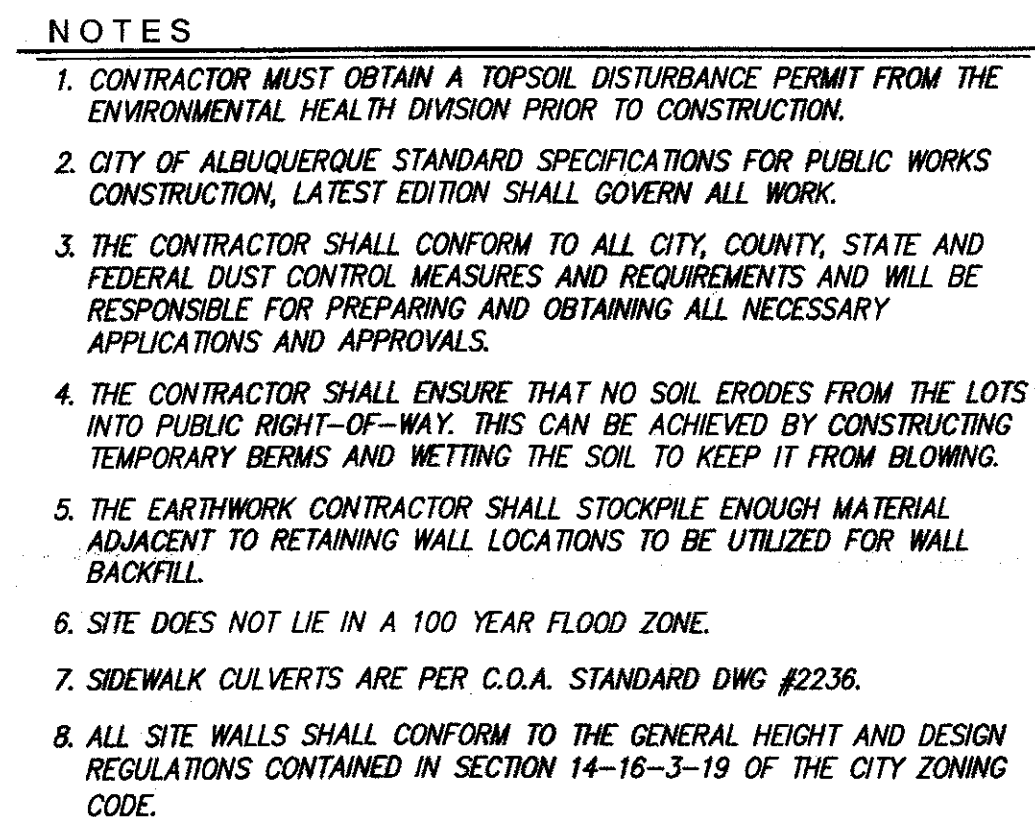 NOTES
1. CONTRACTOR MUST OBTAIN A TOPSOIL DISTURBANCE PERMIT FROM THE
ENVIRONMENTAL HEALTH DIVISION PRIOR TO CONSTRUCTION.
2. CITY OF ALBUQUERQUE STANDARD SPECIFICATIONS FOR PUBLIC WORKS
CONSTRUCTION, LATEST EDITION SHALL GOVERN ALL WORK.
3. THE CONTRACTOR SHALL CONFORM TO ALL CITY, COUNTY, STATE AND
FEDERAL DUST CONTROL MEASURES AND REQUIREMENTS AND WILL BE
RESPONSIBLE FOR PREPARING AND OBTAINING ALL NECESSARY
APPLICATIONS AND APPROVALS.
4. THE CONTRACTOR SHALL ENSURE THAT NO SOIL ERODES FROM THE LOTS
INTO PUBLIC RIGHT-OF-WAY. THIS CAN BE ACHIEVED BY CONSTRUCTING
TEMPORARY BERMS AND WETTING THE SOIL TO KEEP IT FROM BLOWING.
5. THE EARTHWORK CONTRACTOR SHALL STOCKPILE ENOUGH MATERIAL
ADJACENT TO RETAINING WALL LOCATIONS TO BE UTILIZED FOR WALL
BACKFILL.
6. SITE DOES NOT LIE IN A 100 YEAR FLOOD ZONE.
7. SIDEWALK CULVERTS ARE PER C.O.A. STANDARD DWG #2236.
8. ALL SITE WALLS SHALL CONFORM TO THE GENERAL HEIGHT AND DESIGN
REGULATIONS CONTAINED IN SECTION 14-16-3-19 OF THE CITY ZONING
CODE.